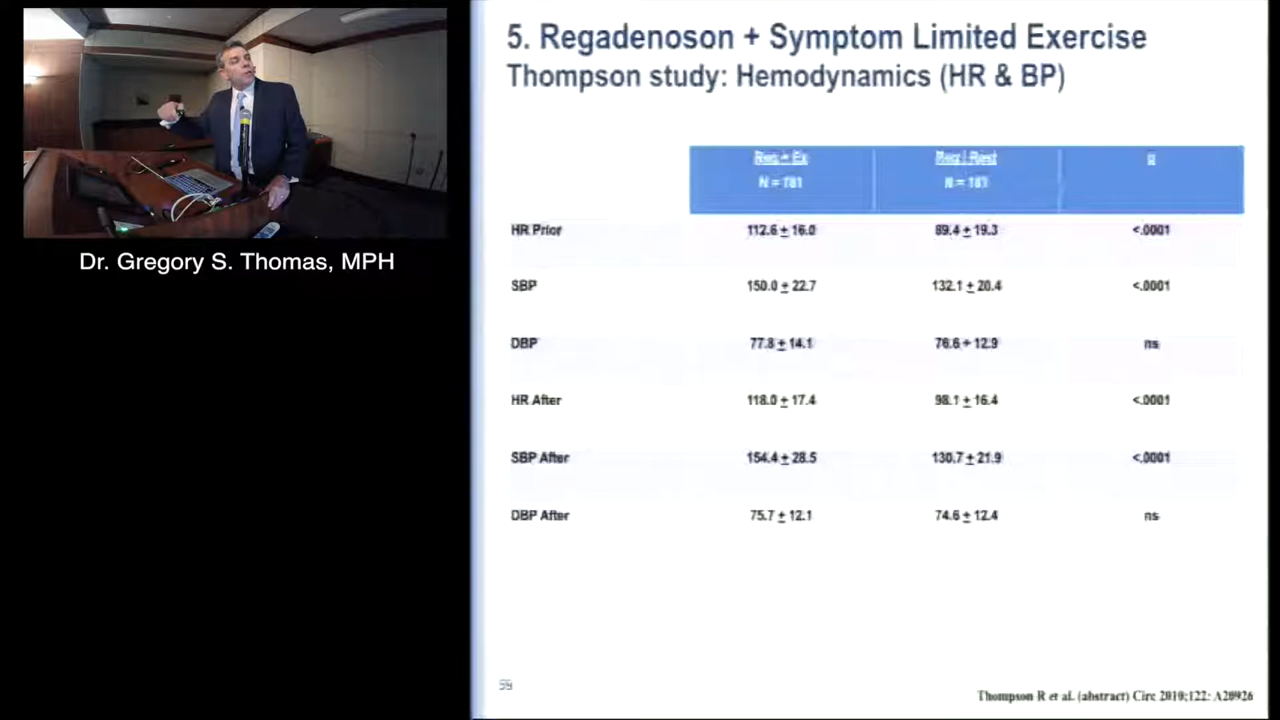 5. Regadenoson + Symptom Limited Exercise
Thompson study: Hemodynamics (HR & BP)
Dr. Gregory S. Thomas, MPH
Reg + Ex Reg Rest p
N = 181 N = 181
HR Prior 112.6 ± 16.0 89.4 ± 19.3 <.0001
SBP 150.0 ± 22.7 132.1 ± 20.4 <.0001
DBP 77.8 ± 14.1 76.6 + 12.9 ns
HR After 118.0 ± 17.4 98.1 ± 16.4 <.0001
SBP After 154.4 ± 28.5 130.7 ± 21.9 <.0001
DBP After 75.7 ± 12.1 74.6 ± 12.4 ns
Thompson R et al. (abstract) Circ 2010;122: A20926